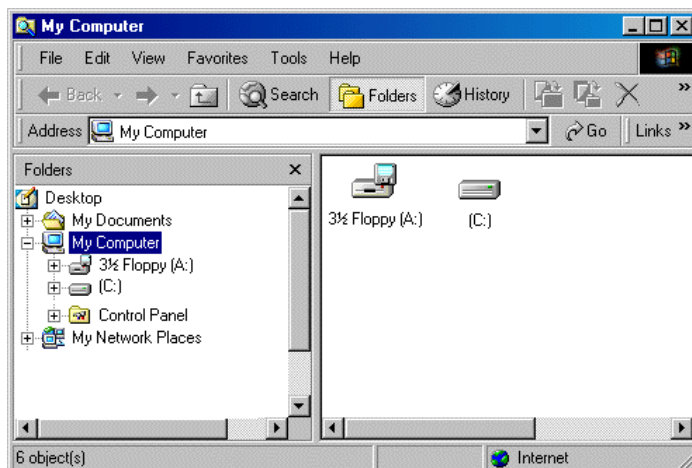 My Computer
File Edit View Favorites Tools Help
Back Search Folders History »
Address My Computer Go Links »
Folders
Desktop
My Documents
My Computer
3½ Floppy (A:)
(C:)
Control Panel
My Network Places
3½ Floppy (A:) (C:)
6 object(s) Internet